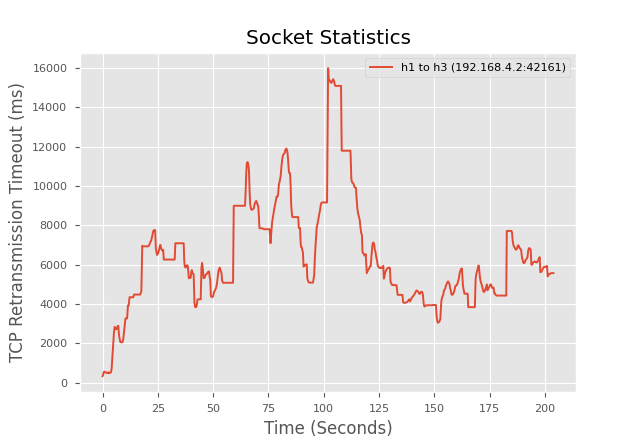 Socket Statistics
h1 to h3 (192.168.4.2:42161)
TCP Retransmission Timeout (ms)
16000
14000
12000
10000
8000
6000
4000
2000
0
0 25 50 75 100 125 150 175 200
Time (Seconds)